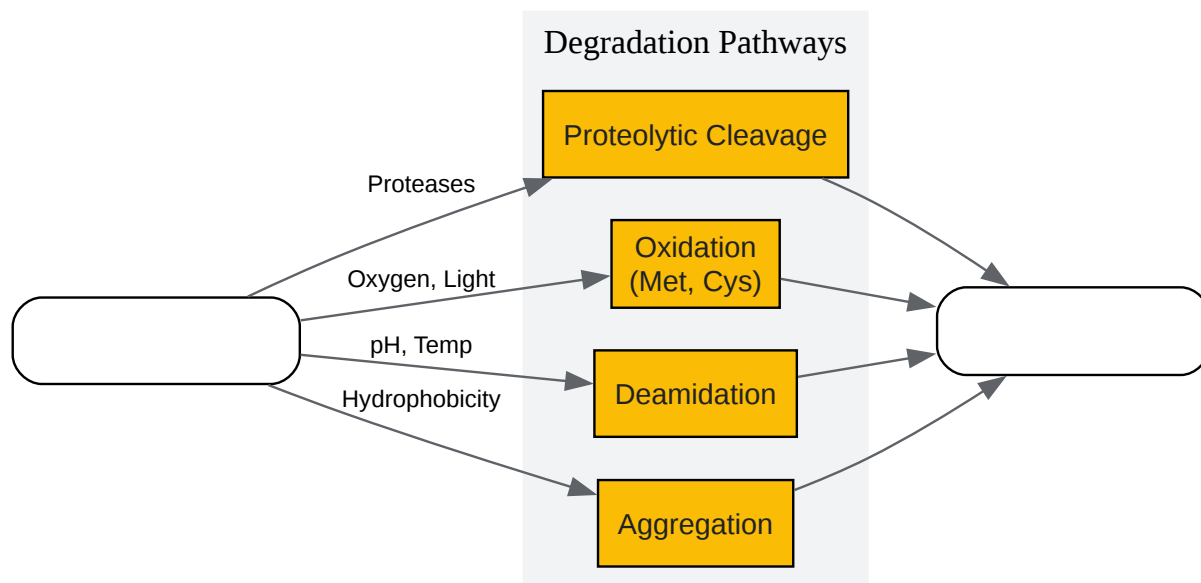 Degradation Pathways
Proteolytic Cleavage
Proteases
Oxidation
(Met, Cys)
Oxygen, Light
pH, Temp
Deamidation
Hydrophobicity
Aggregation